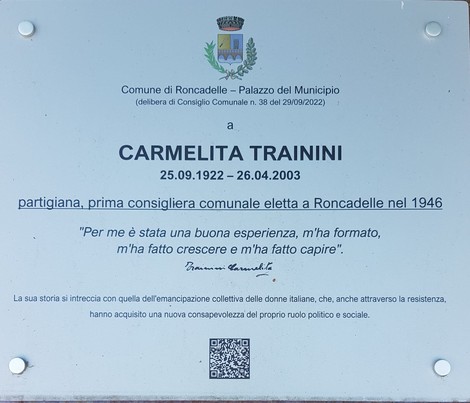 Comune di Roncadelle – Palazzo del Municipio
(delibera di Consiglio Comunale n. 38 del 29/09/2022)
a
CARMELITA TRAININI
25.09.1922 – 26.04.2003
partigiana, prima consigliera comunale eletta a Roncadelle nel 1946
"Per me è stata una buona esperienza, m'ha formato,
m'ha fatto crescere e m'ha fatto capire".
Trainini Carmelita
La sua storia si intreccia con quella dell'emancipazione collettiva delle donne italiane, che, anche attraverso la resistenza,
hanno acquisito una nuova consapevolezza del proprio ruolo politico e sociale.